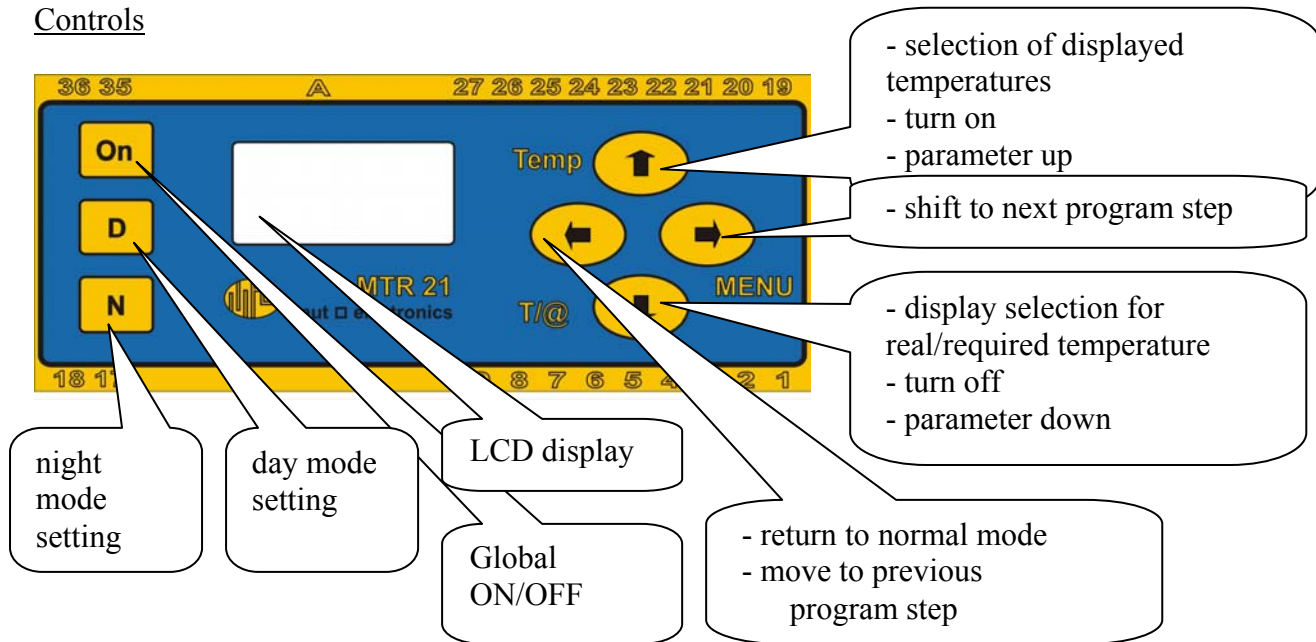 Controls
- selection of displayed
temperatures
- turn on
- parameter up
36 35 A 27 26 25 24 23 22 21 20 19
On
Temp
- shift to next program step
D
MTR 21
MENU
N
electronics
T/@
- display selection for
real/required temperature
- turn off
- parameter down
18 17 8 7 6 5 4 2 1
night
mode
setting
day mode
setting
LCD display
Global
ON/OFF
- return to normal mode
- move to previous
program step